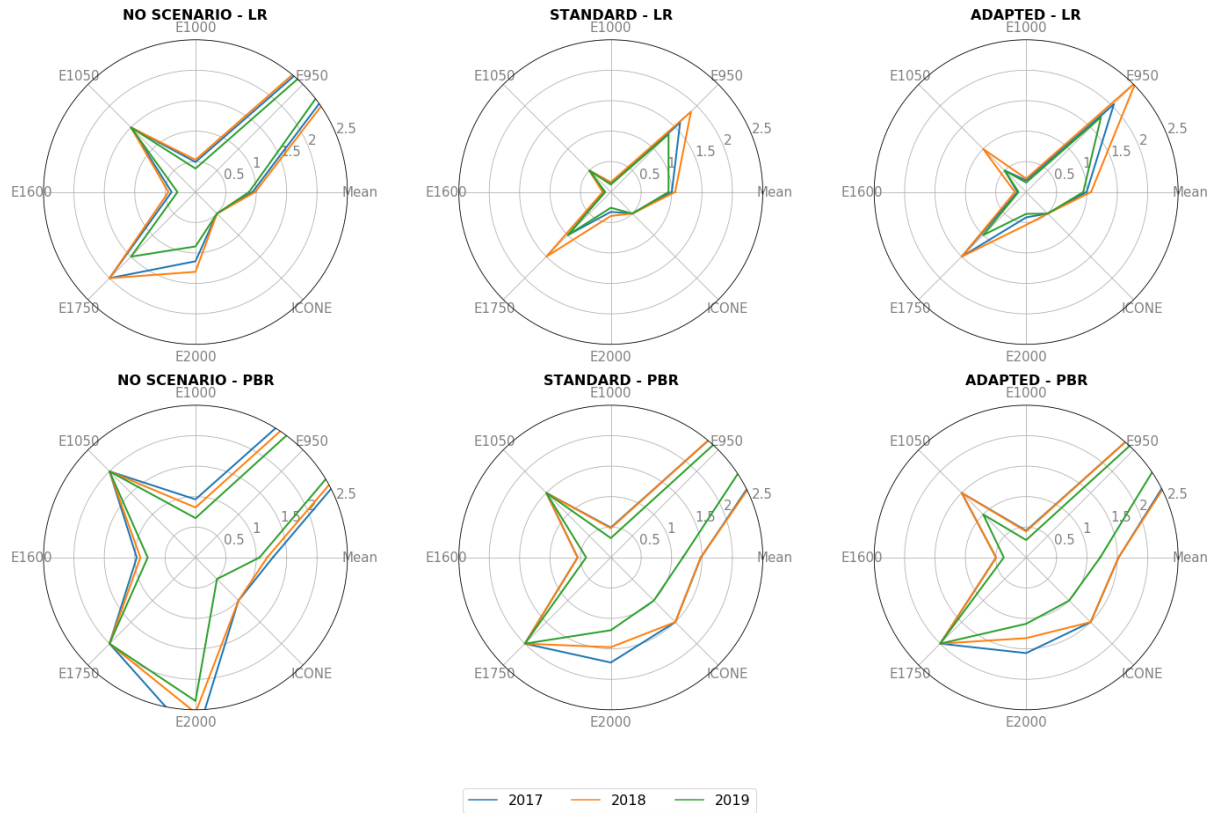 NO SCENARIO - LR
E1000
E1050
E950
2.5
2
1.5
1
0.5
E1600
Mean
E1750
ICONE
E2000
STANDARD - LR
E1000
E1050
E950
2.5
2
1.5
1
0.5
E1600
Mean
E1750
ICONE
E2000
ADAPTED - LR
E1000
E1050
E950
2.5
2
1.5
1
0.5
E1600
Mean
E1750
ICONE
E2000
NO SCENARIO - PBR
E1000
E1050
E950
2.5
2
1.5
1
0.5
E1600
Mean
E1750
ICONE
E2000
STANDARD - PBR
E1000
E1050
E950
2.5
2
1.5
1
0.5
E1600
Mean
E1750
ICONE
E2000
ADAPTED - PBR
E1000
E1050
E950
2.5
2
1.5
1
0.5
E1600
Mean
E1750
ICONE
E2000
2017 2018 2019